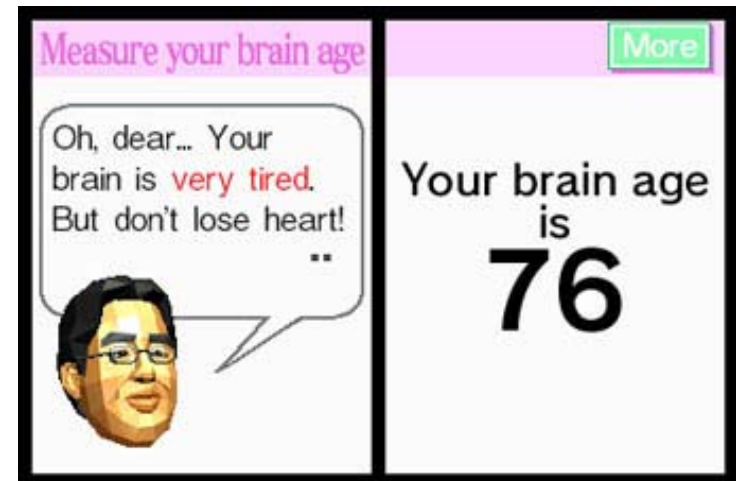 Measure your brain age
Oh, dear... Your
brain is very tired.
But don't lose heart!
More
Your brain age
is
76